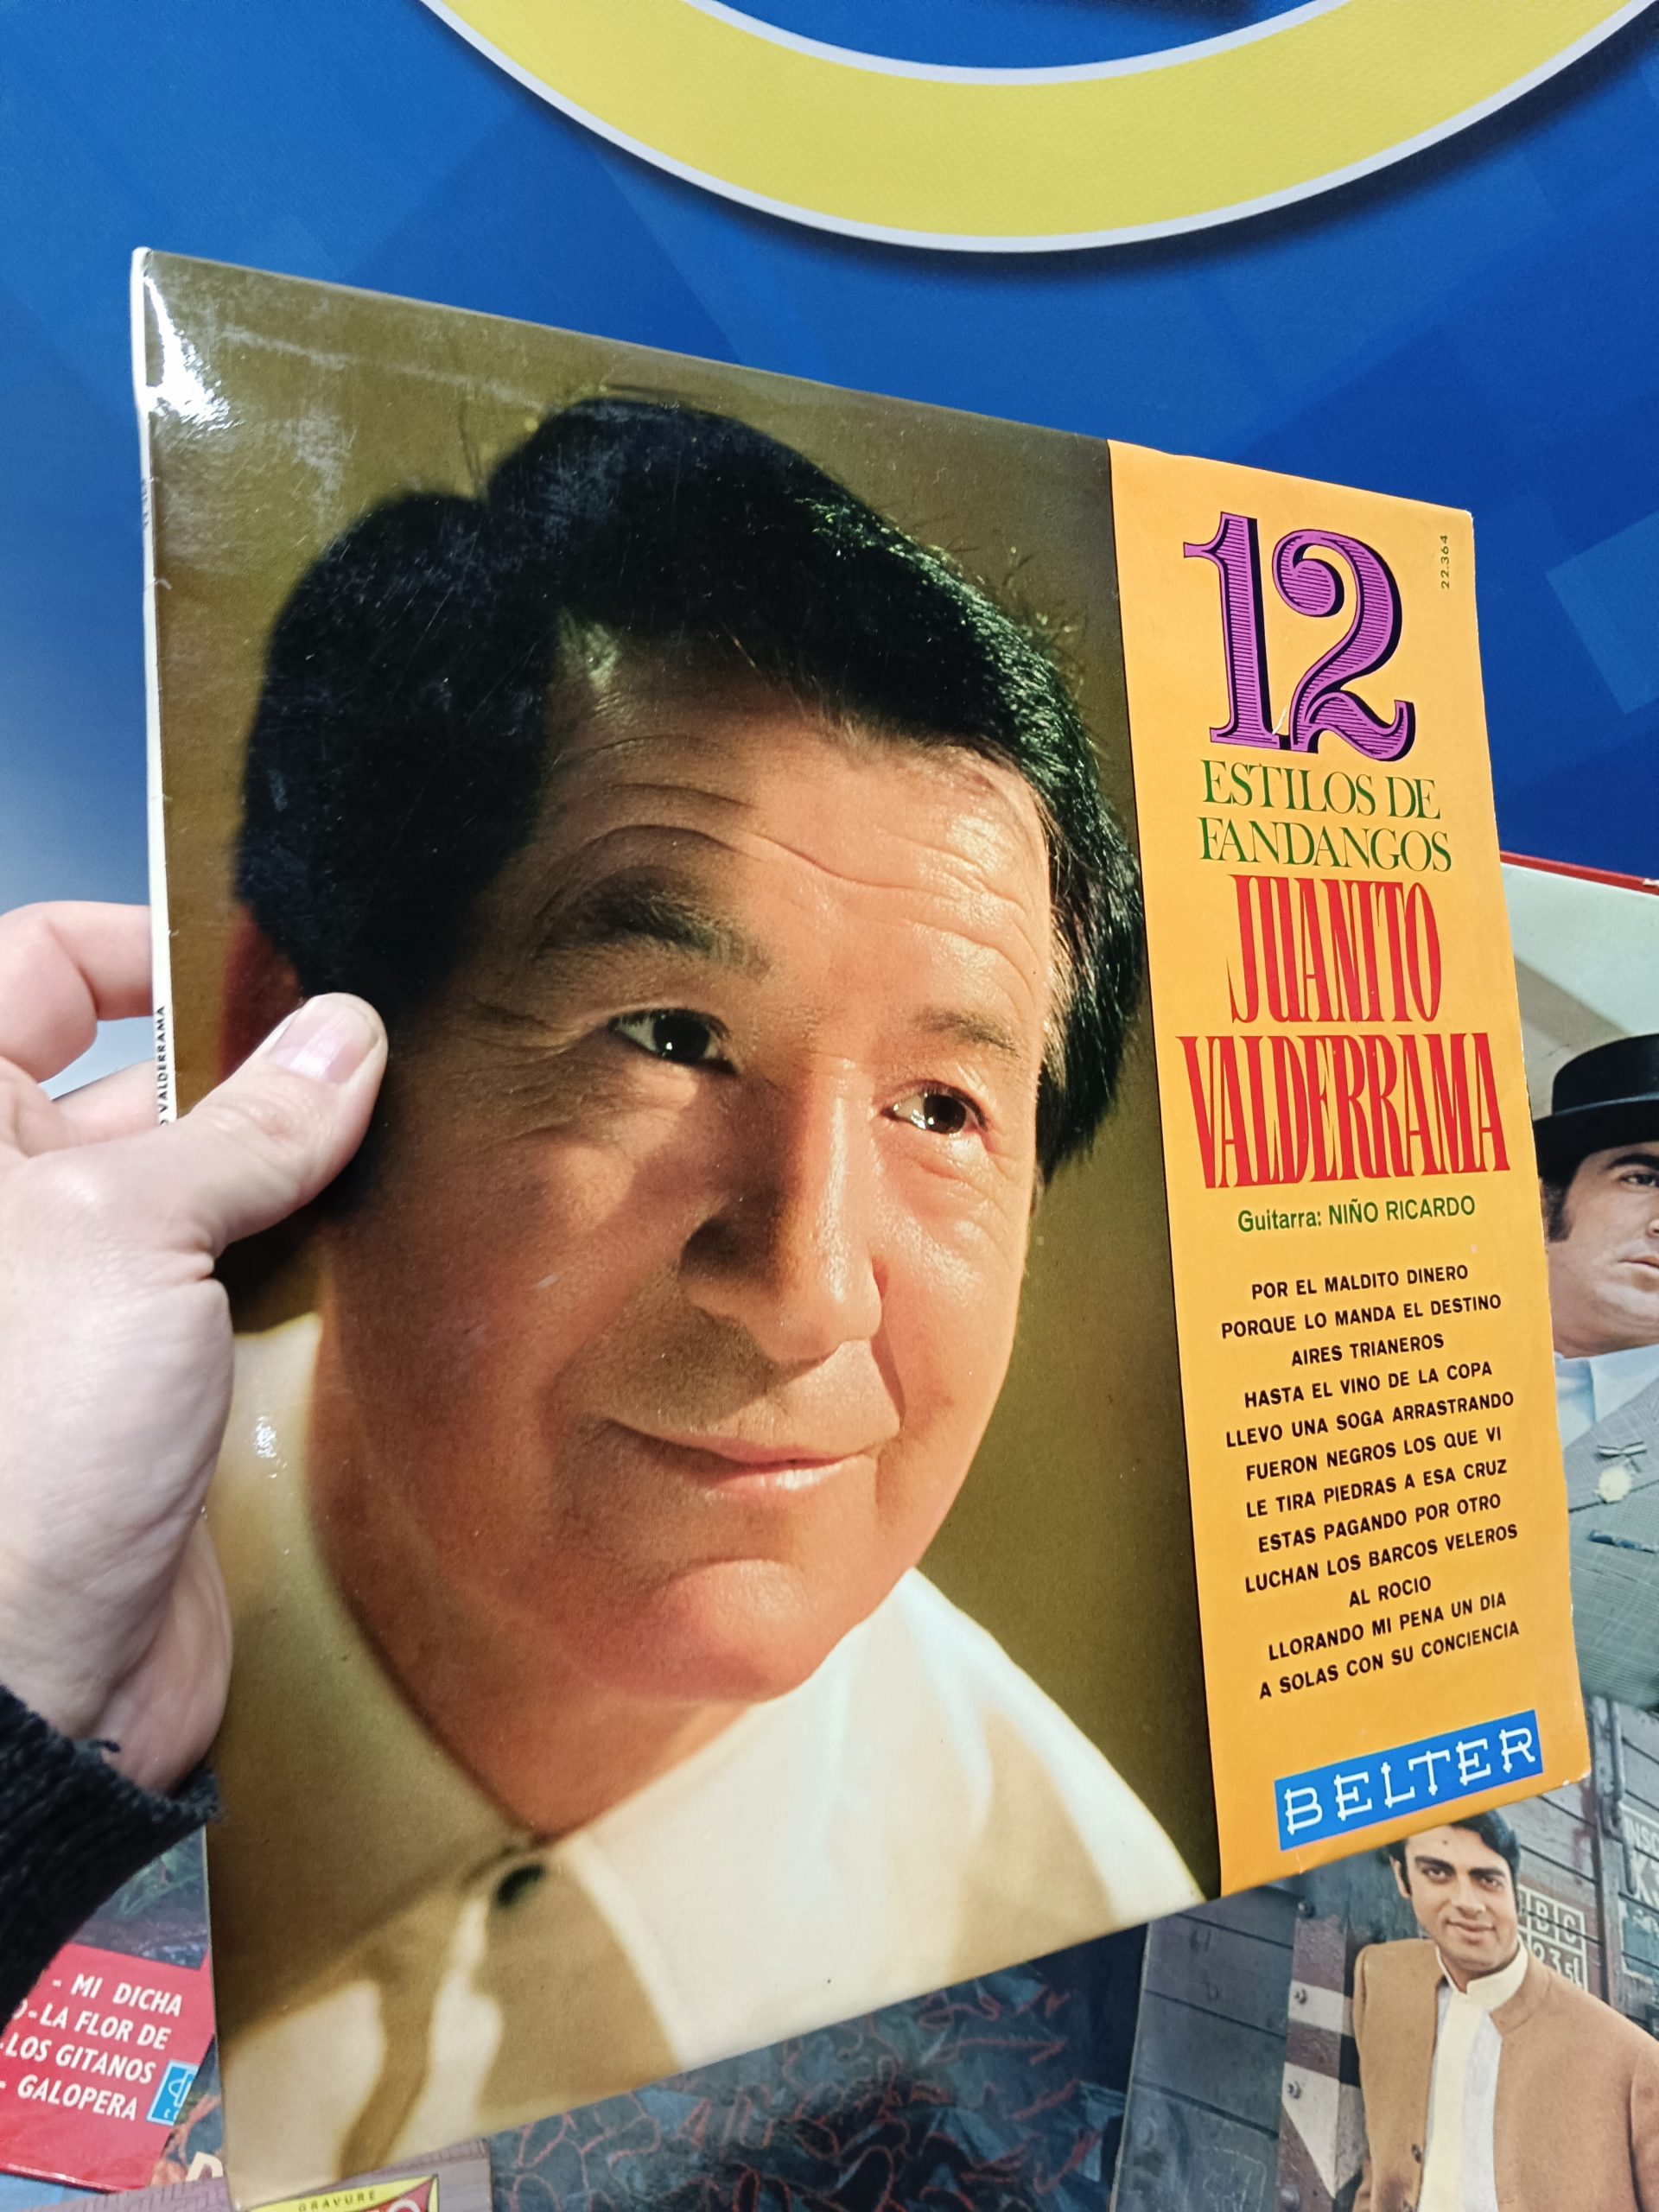 12
22.364
ESTILOS DE
FANDANGOS
JUANITO
VALDERRAMA
Guitarra: NIÑO RICARDO
POR EL MALDITO DINERO
PORQUE LO MANDA EL DESTINO
AIRES TRIANEROS
HASTA EL VINO DE LA COPA
LLEVO UNA SOGA ARRASTRANDO
FUERON NEGROS LOS QUE VI
LE TIRA PIEDRAS A ESA CRUZ
ESTAS PAGANDO POR OTRO
LUCHAN LOS BARCOS VELEROS
AL ROCIO
LLORANDO MI PENA UN DIA
A SOLAS CON SU CONCIENCIA
BELTER
VALDERRAMA
- MI DICHA
-LA FLOR DE
-LOS GITANOS
- GALOPERA
GRAVURE